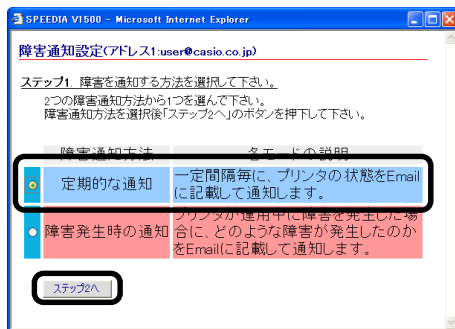 SPEEDIA V1500 - Microsoft Internet Explorer
障害通知設定(アドレス1:user@casio.co.jp)
ステップ1. 障害を通知する方法を選択して下さい。
2つの障害通知方法から1つを選んで下さい。
障害通知方法を選択後「ステップ2へ」のボタンを押下して下さい。
障害通知方法 各モードの説明
定期的な通知 一定間隔毎に、プリンタの状態をEmail
に記載して通知します。
プリンタが運用中に障害を発生した場
障害発生時の通知 合に、どのような障害が発生したのか
をEmailに記載して通知します。
ステップ2へ